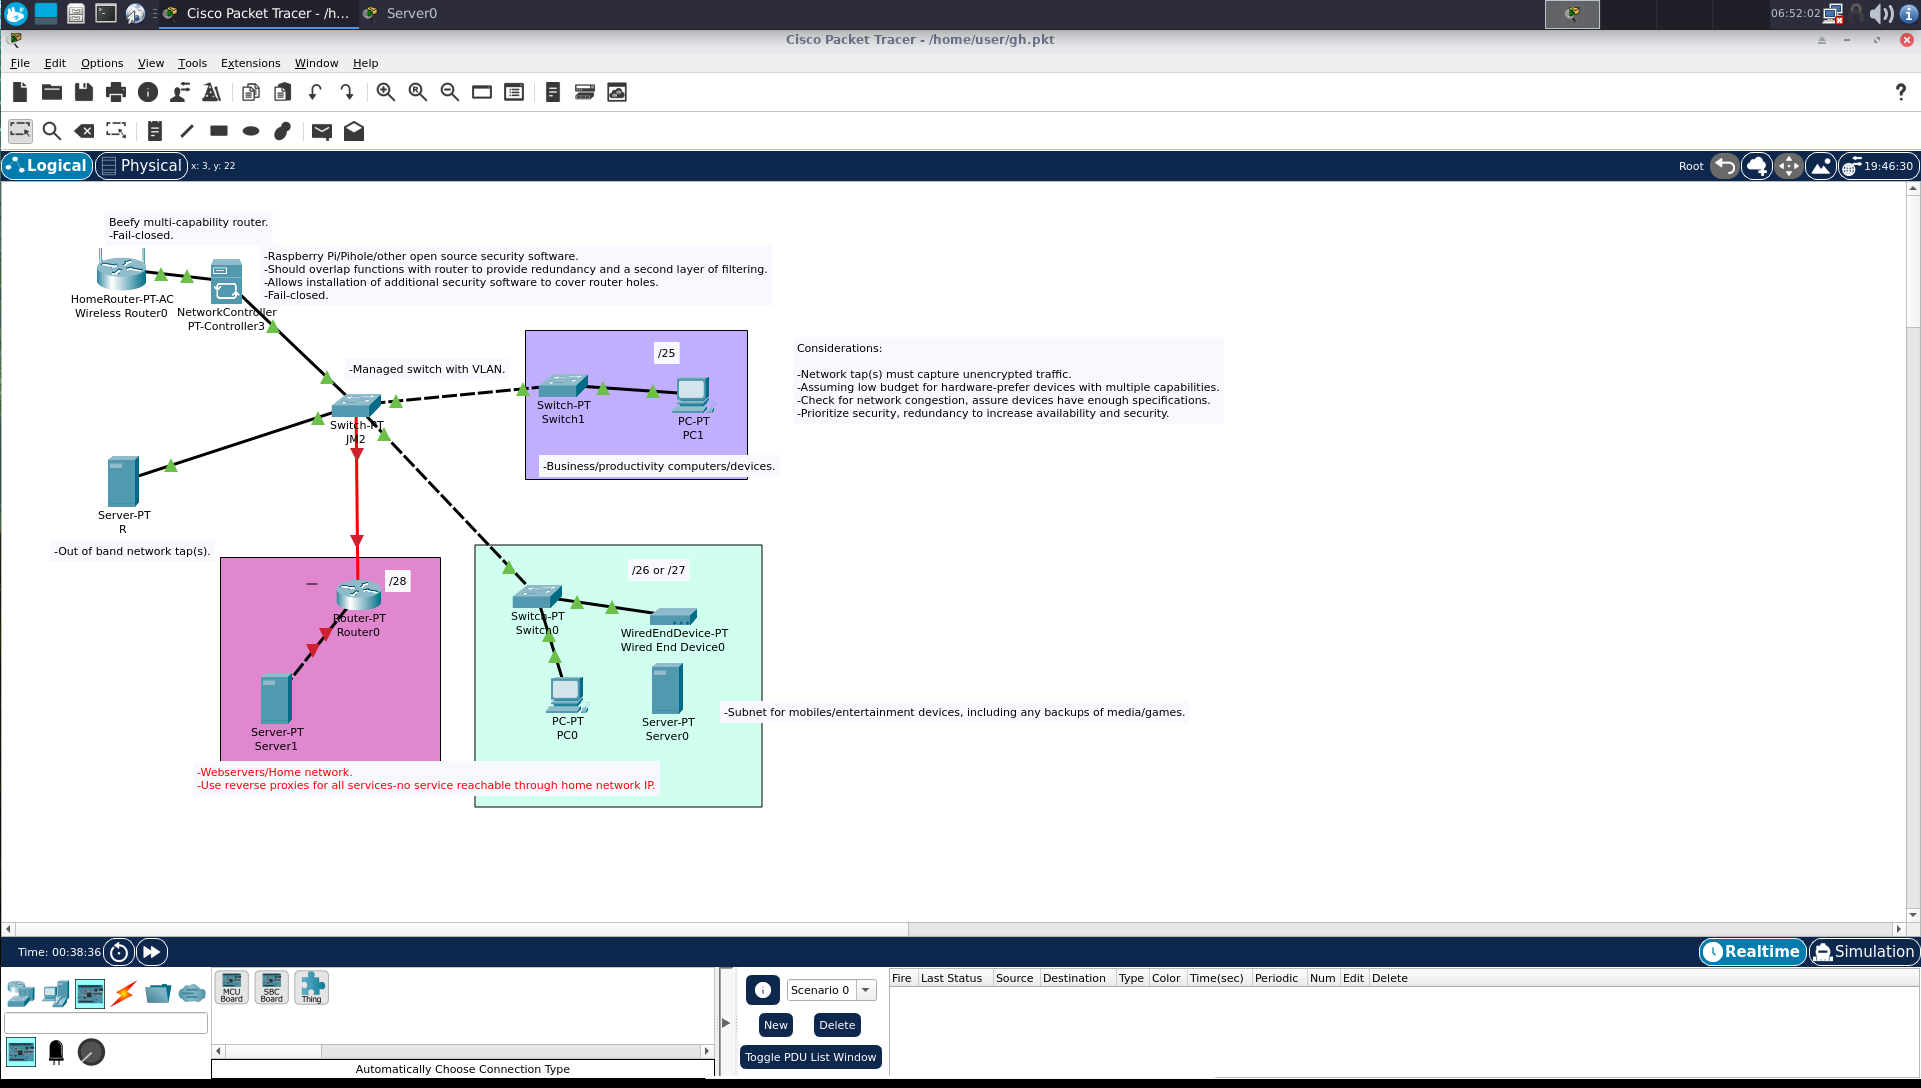 Cisco Packet Tracer - /h...
Server0
06:52:02
Cisco Packet Tracer - /home/user/gh.pkt
File Edit Options View Tools Extensions Window Help
Logical
Physical
x: 3, y: 22
Root
19:46:30
Beefy multi-capability router.
-Fail-closed.
-Raspberry Pi/Pihole/other open source security software.
-Should overlap functions with router to provide redundancy and a second layer of filtering.
-Allows installation of additional security software to cover router holes.
-Fail-closed.
HomeRouter-PT-AC
Wireless Router0
NetworkController
PT-Controller3
-Managed switch with VLAN.
/25
Switch-PT
Switch1
PC-PT
PC1
-Business/productivity computers/devices.
Considerations:
-Network tap(s) must capture unencrypted traffic.
-Assuming low budget for hardware-prefer devices with multiple capabilities.
-Check for network congestion, assure devices have enough specifications.
-Prioritize security, redundancy to increase availability and security.
Switch-PT
JM2
Server-PT
R
-Out of band network tap(s).
/28
Router-PT
Router0
Server-PT
Server1
-Webservers/Home network.
-Use reverse proxies for all services-no service reachable through home network IP.
/26 or /27
Switch-PT
Switch0
WiredEndDevice-PT
Wired End Device0
PC-PT
PC0
Server-PT
Server0
-Subnet for mobiles/entertainment devices, including any backups of media/games.
Time: 00:38:36
Realtime
Simulation
MCU Board
SBC Board
Thing
Automatically Choose Connection Type
Scenario 0
New
Delete
Toggle PDU List Window
Fire Last Status Source Destination Type Color Time(sec) Periodic Num Edit Delete